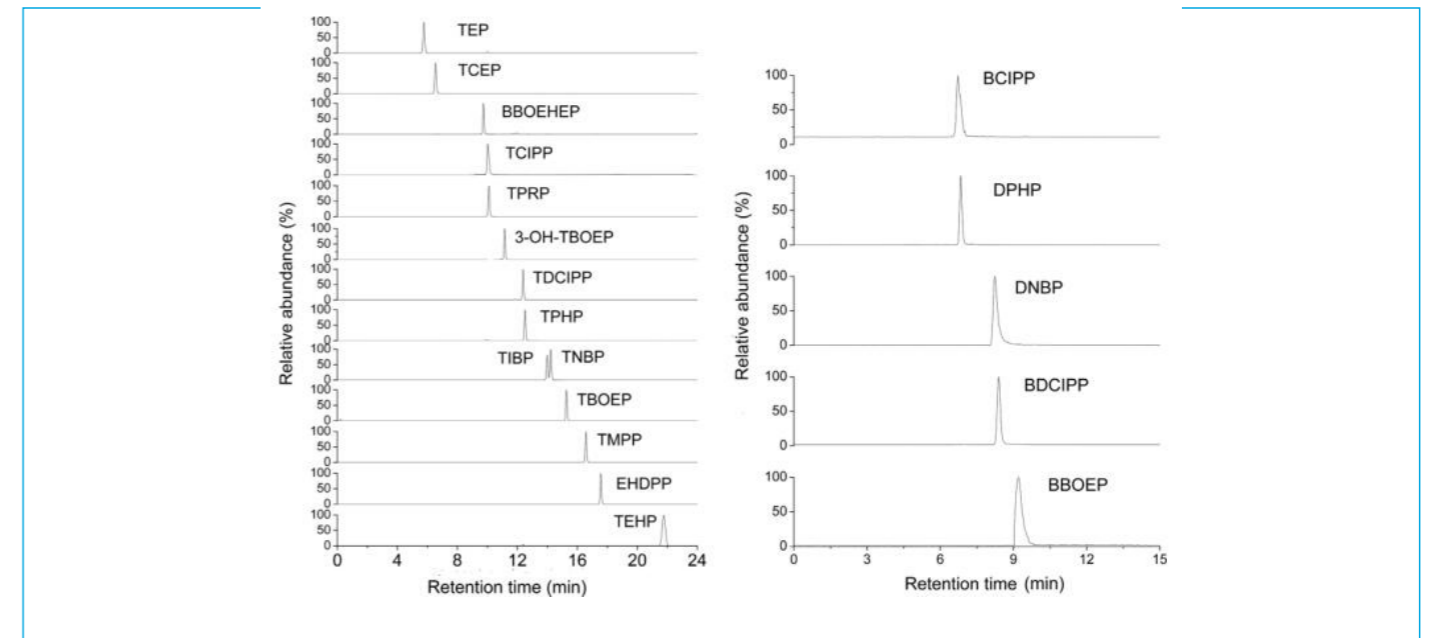 Relative abundance (%)
100
50
0
TEP
100
50
0
TCEP
100
50
0
BBOEHEP
100
50
0
TCIPP
100
50
0
TPRP
100
50
0
3-OH-TBOEP
100
50
0
TDCIPP
100
50
0
TPHP
100
50
0
TIBP TNBP
100
50
0
TBOEP
100
50
0
TMPP
100
50
0
EHDPP
100
50
0
TEHP
0 4 8 12 16 20 24
Retention time (min)
Relative abundance (%)
100
50
0
BCIPP
100
50
0
DPHP
100
50
0
DNBP
100
50
0
BDCIPP
100
50
0
BBOEP
0 3 6 9 12 15
Retention time (min)